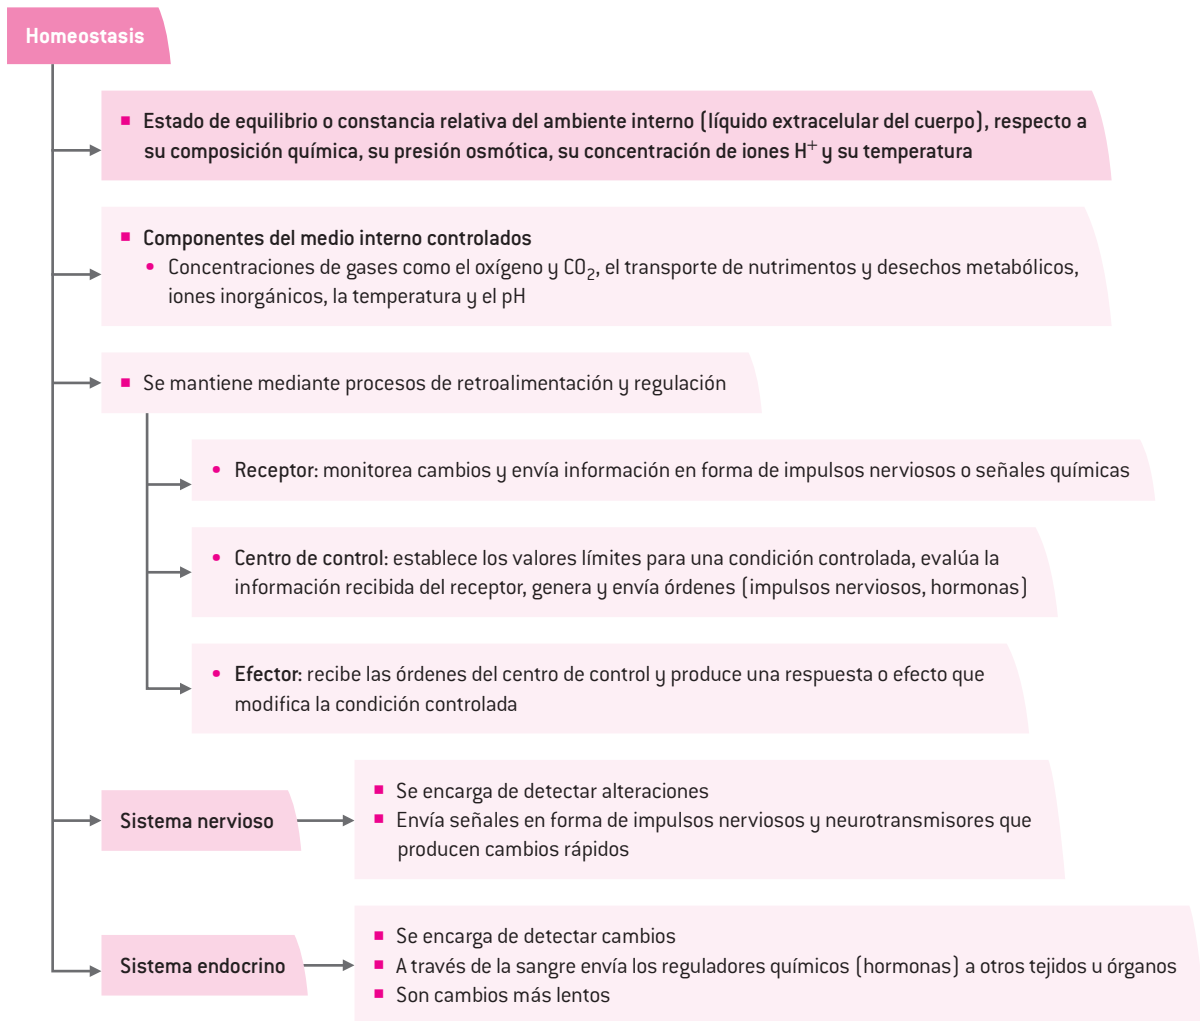 Homeostasis
■ Estado de equilibrio o constancia relativa del ambiente interno (líquido extracelular del cuerpo), respecto a
su composición química, su presión osmótica, su concentración de iones H⁺ y su temperatura
■ Componentes del medio interno controlados
• Concentraciones de gases como el oxígeno y CO₂, el transporte de nutrimentos y desechos metabólicos,
iones inorgánicos, la temperatura y el pH
■ Se mantiene mediante procesos de retroalimentación y regulación
• Receptor: monitorea cambios y envía información en forma de impulsos nerviosos o señales químicas
• Centro de control: establece los valores límites para una condición controlada, evalúa la
información recibida del receptor, genera y envía órdenes (impulsos nerviosos, hormonas)
• Efector: recibe las órdenes del centro de control y produce una respuesta o efecto que
modifica la condición controlada
Sistema nervioso
■ Se encarga de detectar alteraciones
■ Envía señales en forma de impulsos nerviosos y neurotransmisores que
producen cambios rápidos
Sistema endocrino
■ Se encarga de detectar cambios
■ A través de la sangre envía los reguladores químicos (hormonas) a otros tejidos u órganos
■ Son cambios más lentos